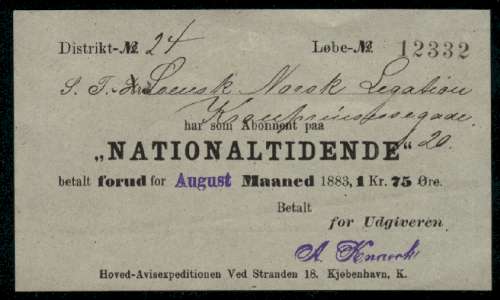 Distrikt-№ 24 Løbe-№ 12332
S. T. Svensk Norsk Legation
Kronprinsessegade
har som Abonnent paa 20.
„NATIONALTIDENDE“
betalt forud for August Maaned 1883, 1 Kr. 75 Øre.
Betalt
for Udgiveren
A. Knarck
Hoved-Avisexpeditionen Ved Stranden 18. Kjøbenhavn, K.